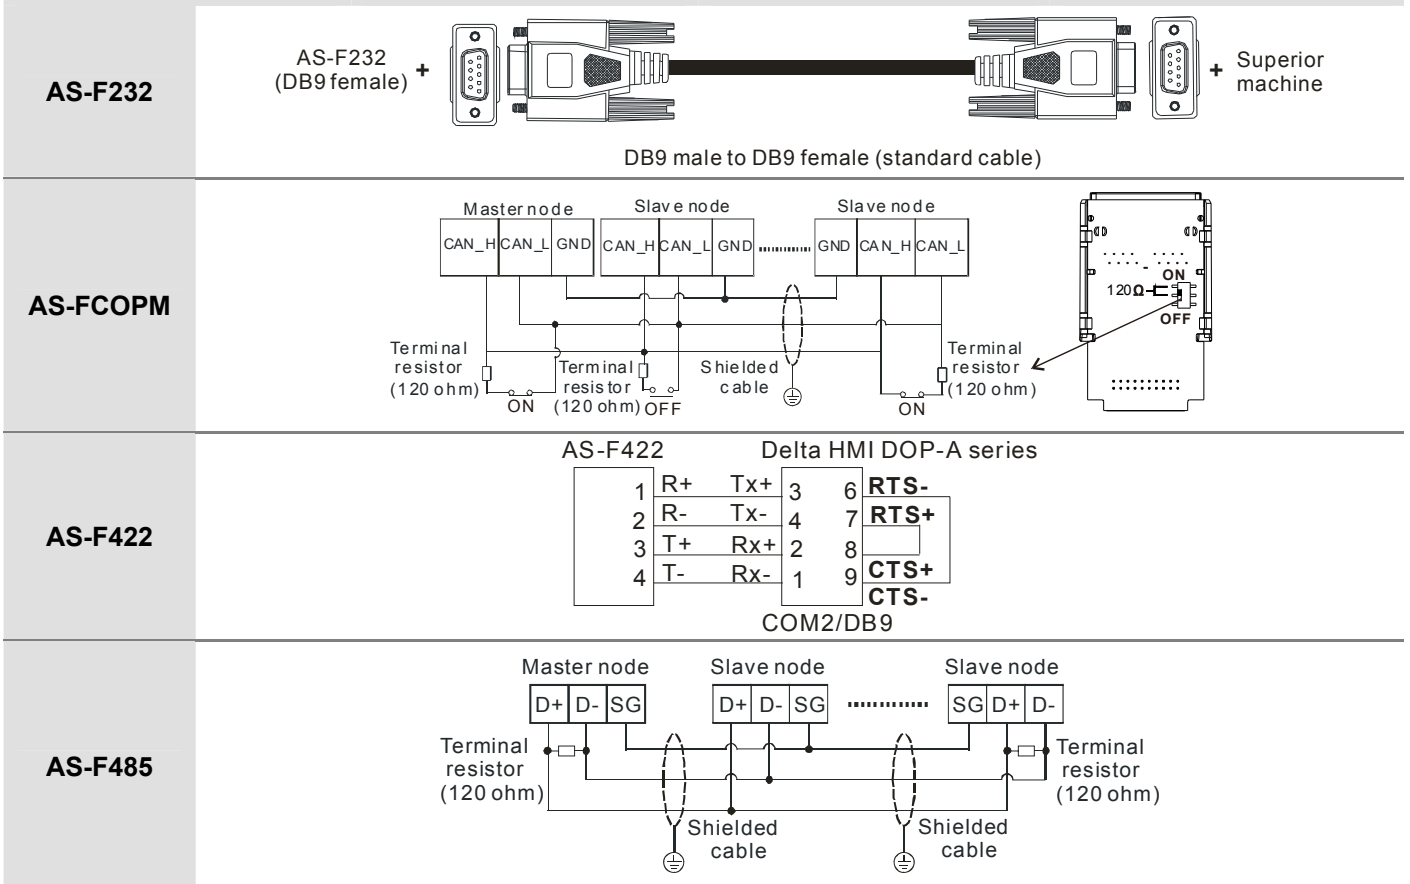 AS-F232
AS-F232
(DB9 female)
+
+
Superior
machine
DB9 male to DB9 female (standard cable)
AS-FCOPM
Master node
Slave node
Slave node
CAN_H CAN_L GND
CAN_H CAN_L GND
GND CAN_H CAN_L
Terminal
resistor
(120 ohm)
ON
Terminal
resistor
(120 ohm)
OFF
Shielded
cable
ON
Terminal
resistor
(120 ohm)
ON
120Ω
OFF
AS-F422
AS-F422
Delta HMI DOP-A series
1 R+ Tx+ 3 6 RTS-
2 R- Tx- 4 7 RTS+
3 T+ Rx+ 2 8
4 T- Rx- 1 9 CTS+
CTS-
COM2/DB9
AS-F485
Master node
Slave node
Slave node
D+ D- SG
D+ D- SG
SG D+ D-
Terminal
resistor
(120 ohm)
Shielded
cable
Shielded
cable
Terminal
resistor
(120 ohm)